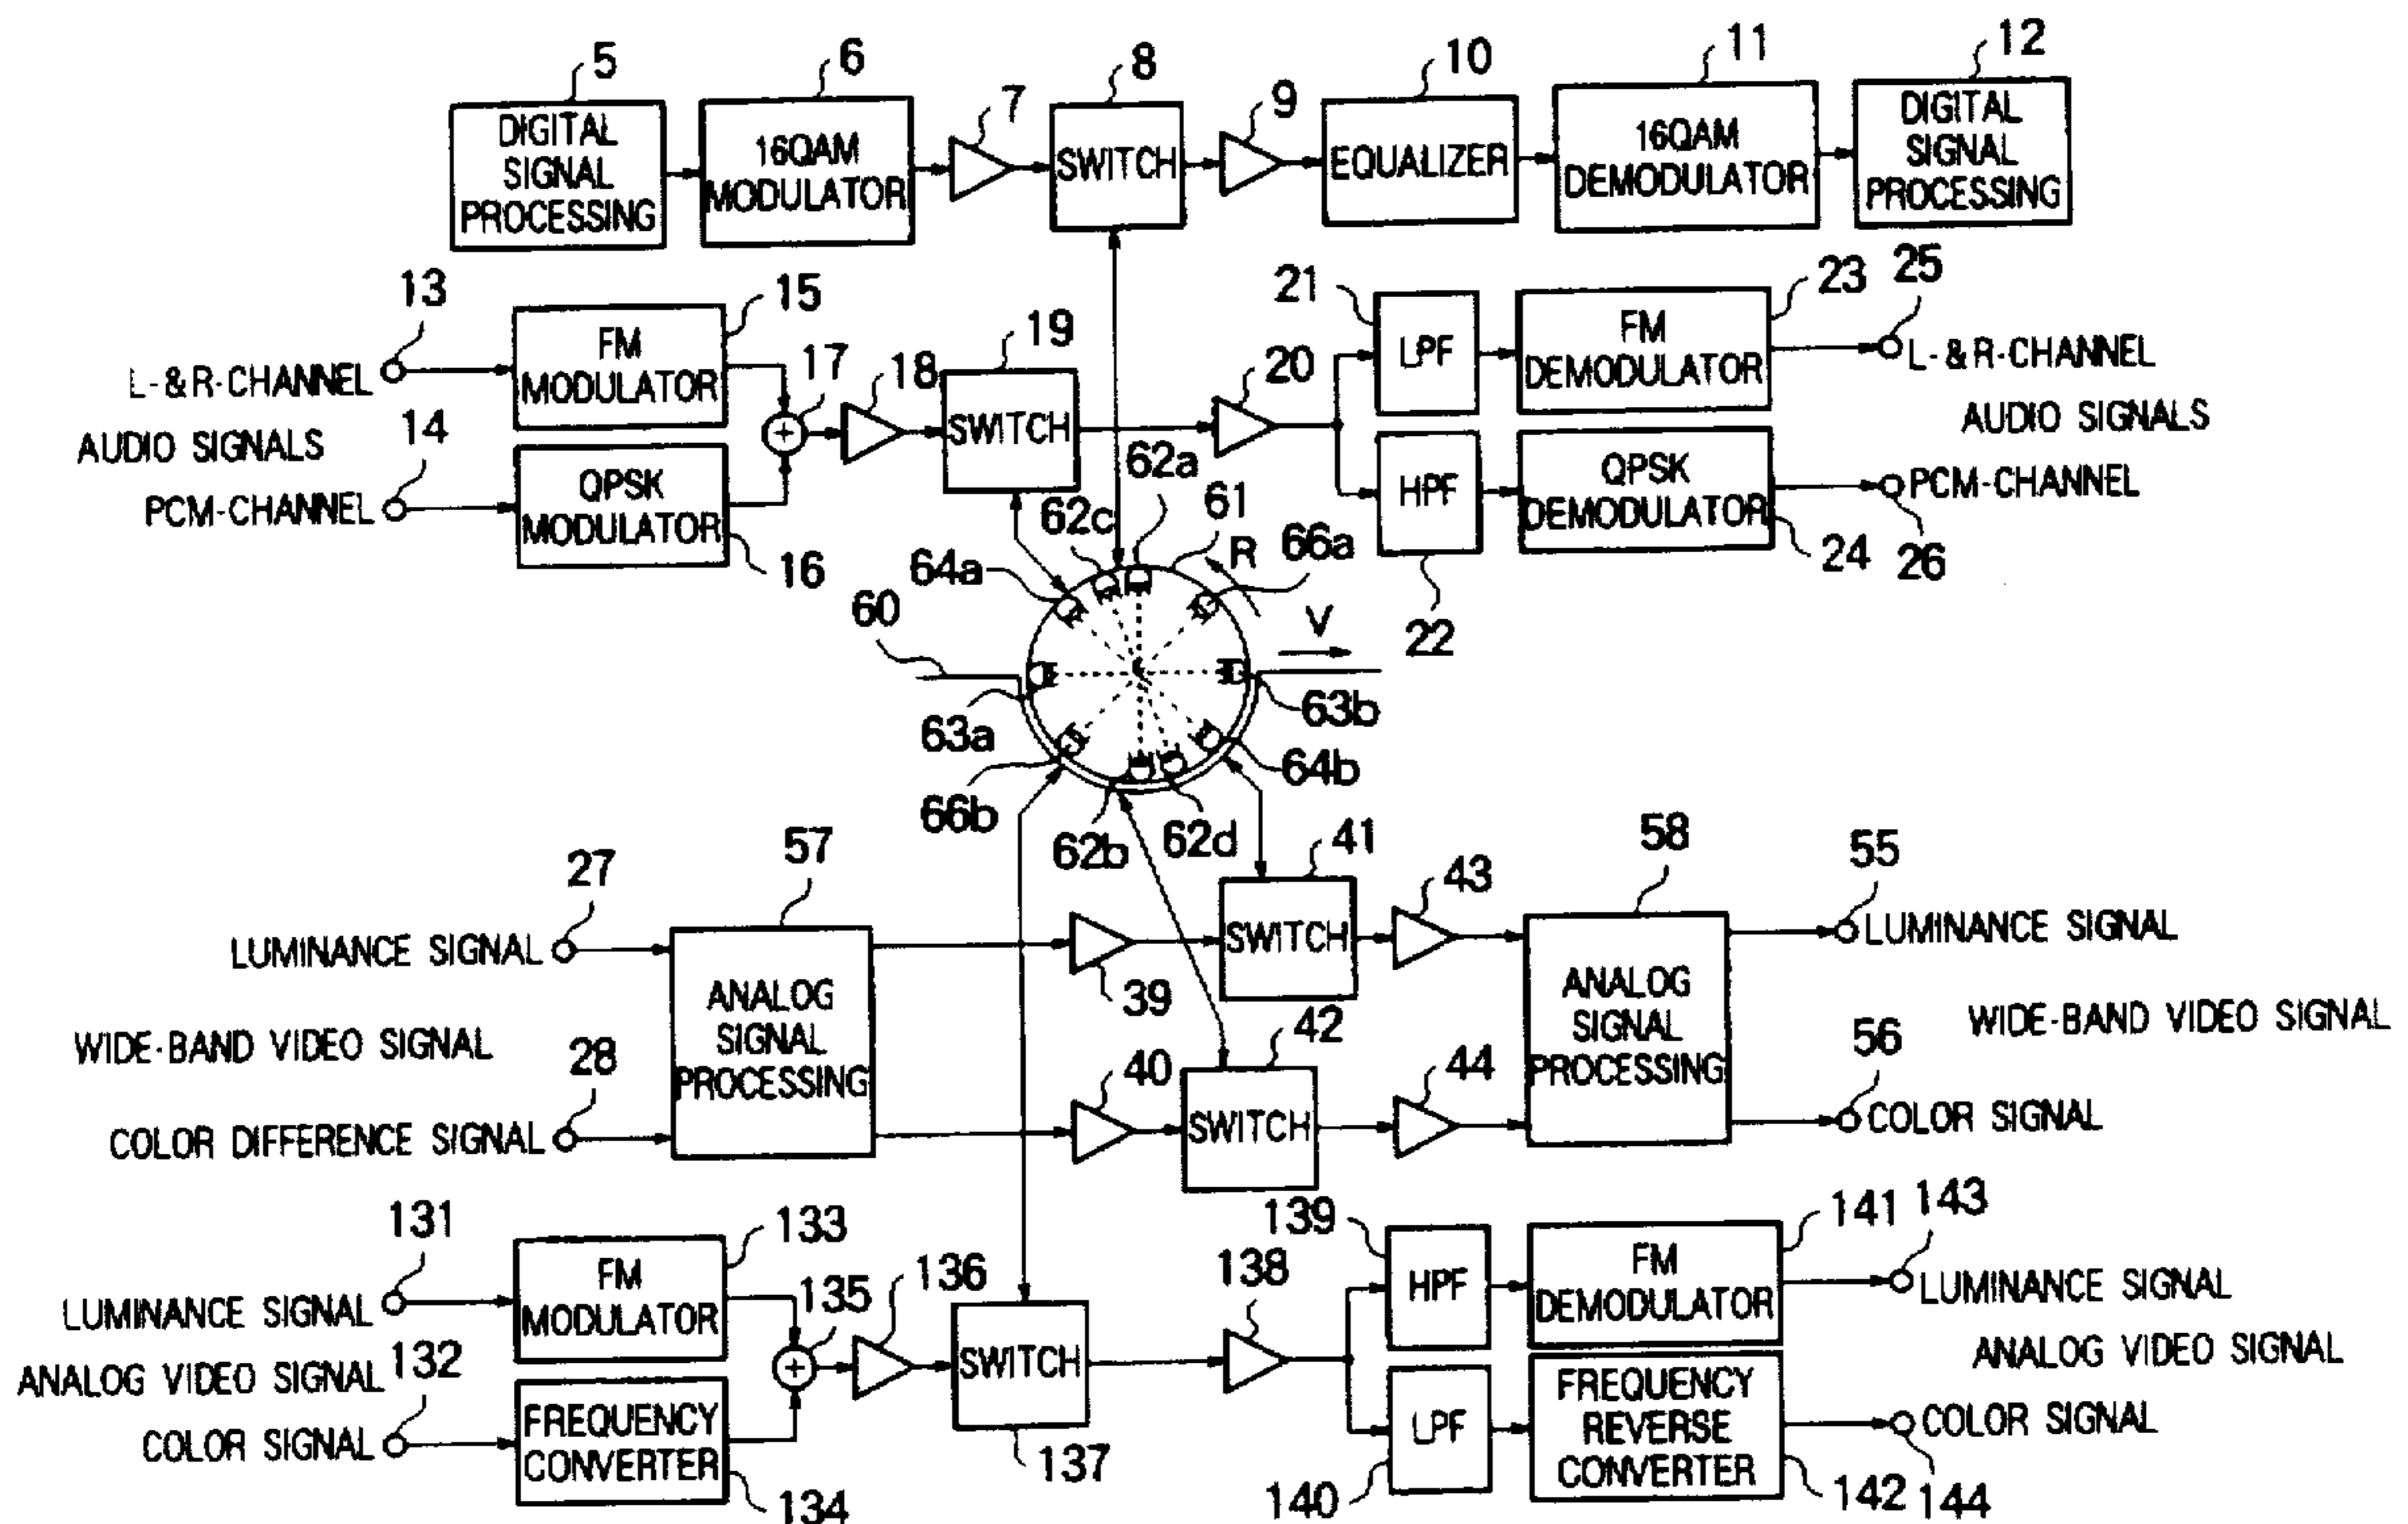 5
6
7
8
9
10
11
12
DIGITAL
SIGNAL
PROCESSING
16QAM
MODULATOR
SWITCH
EQUALIZER
16QAM
DEMODULATOR
DIGITAL
SIGNAL
PROCESSING
13
15
17
18
19
20
21
23
25
L-&R-CHANNEL
FM
MODULATOR
SWITCH
LPF
FM
DEMODULATOR
L-&R-CHANNEL
AUDIO SIGNALS
AUDIO SIGNALS
14
PCM-CHANNEL
QPSK
MODULATOR
16
HPF
22
QPSK
DEMODULATOR
24
PCM-CHANNEL
26
62c
62a
61
R
66a
64a
60
V
63a
63b
66b
62b
62d
64b
27
57
41
43
58
55
LUMINANCE SIGNAL
SWITCH
39
LUMINANCE SIGNAL
WIDE-BAND VIDEO SIGNAL
ANALOG
SIGNAL
PROCESSING
ANALOG
SIGNAL
PROCESSING
WIDE-BAND VIDEO SIGNAL
28
40
42
44
56
COLOR DIFFERENCE SIGNAL
SWITCH
COLOR SIGNAL
131
133
135
136
138
139
141
143
LUMINANCE SIGNAL
FM
MODULATOR
SWITCH
HPF
FM
DEMODULATOR
LUMINANCE SIGNAL
ANALOG VIDEO SIGNAL
ANALOG VIDEO SIGNAL
132
COLOR SIGNAL
FREQUENCY
CONVERTER
134
137
LPF
140
FREQUENCY
REVERSE
CONVERTER
142
COLOR SIGNAL
144